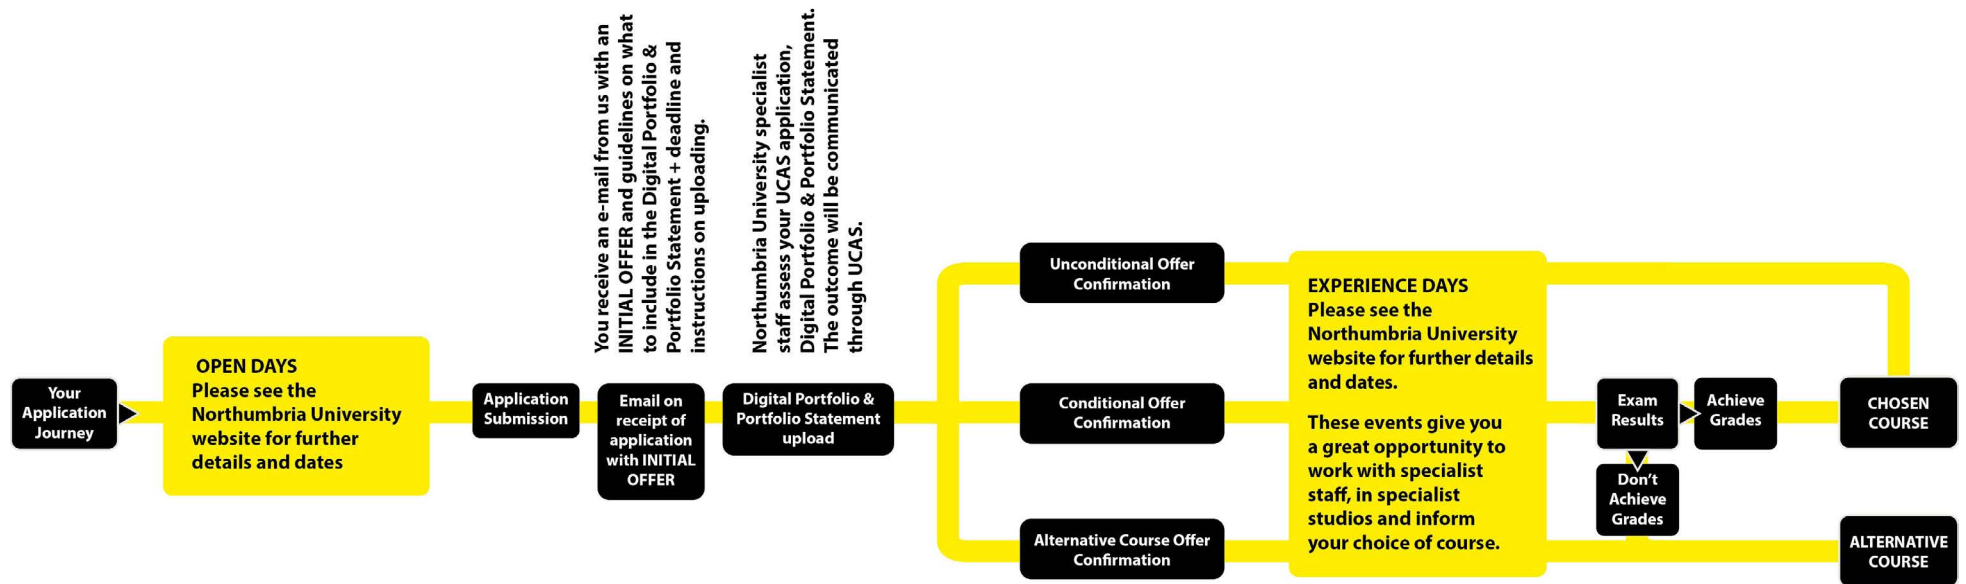 Your
Application
Journey
OPEN DAYS
Please see the
Northumbria University
website for further
details and dates
Application
Submission
You receive an e-mail from us with an
INITIAL OFFER and guidelines on what
to include in the Digital Portfolio &
Portfolio Statement + deadline and
instructions on uploading.
Email on
receipt of
application
with INITIAL
OFFER
Northumbria University specialist
staff assess your UCAS application,
Digital Portfolio & Portfolio Statement.
The outcome will be communicated
through UCAS.
Digital Portfolio &
Portfolio Statement
upload
Unconditional Offer
Confirmation
Conditional Offer
Confirmation
Alternative Course Offer
Confirmation
EXPERIENCE DAYS
Please see the
Northumbria University
website for further details
and dates.
These events give you
a great opportunity to
work with specialist
staff, in specialist
studios and inform
your choice of course.
Exam
Results
Achieve
Grades
Don't
Achieve
Grades
CHOSEN
COURSE
ALTERNATIVE
COURSE